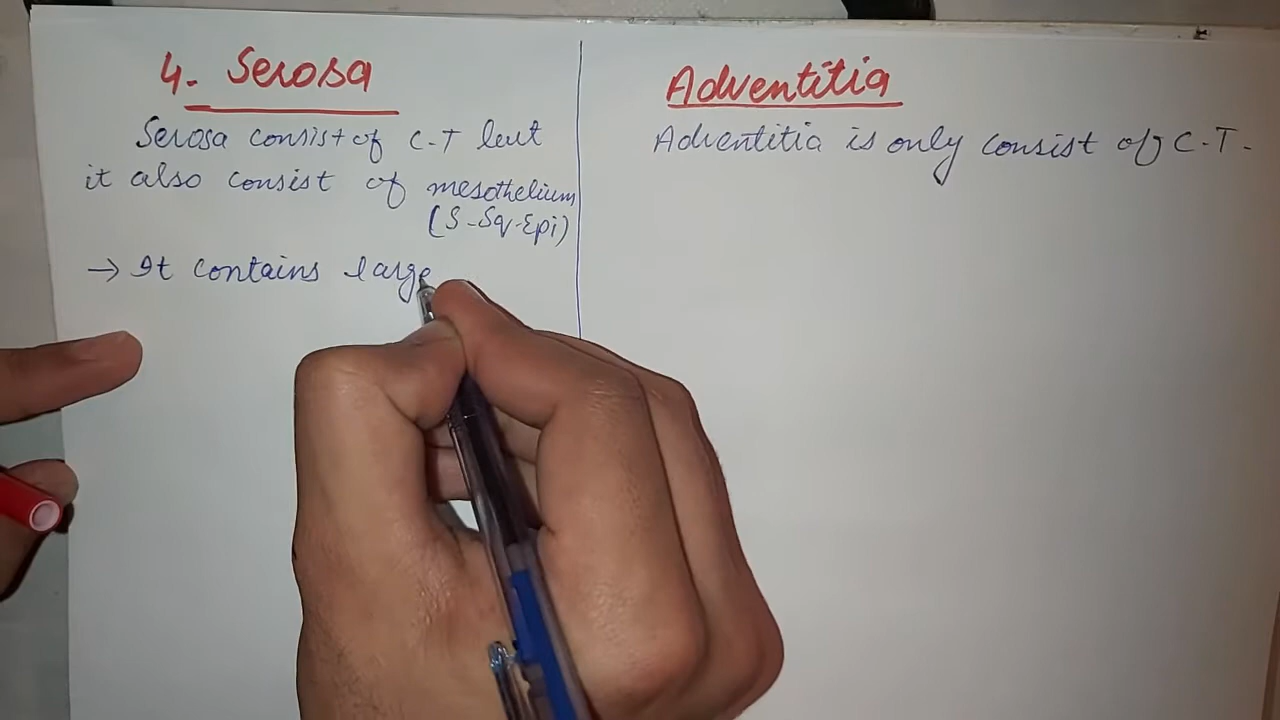 4. Serosa
Serosa consist of C.T but
it also consist of mesothelium
(S-Sq-Epi)
→ It contains large
Adventitia
Adventitia is only consist of C.T.